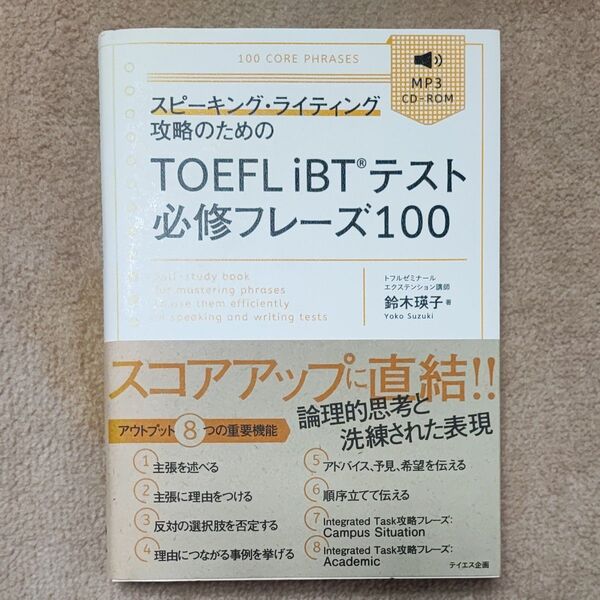 100 CORE PHRASES
MP3
CD-ROM
スピーキング・ライティング
攻略のための
TOEFL iBT®テスト
必修フレーズ100
Self-study book
for mastering phrases
to use them efficiently
in speaking and writing tests
トフルゼミナール
エクステンション講師
鈴木瑛子 著
Yoko Suzuki
スコアアップに直結!!
アウトプット8つの重要機能
論理的思考と
洗練された表現
1 主張を述べる
2 主張に理由をつける
3 反対の選択肢を否定する
4 理由につながる事例を挙げる
5 アドバイス、予見、希望を伝える
6 順序立てて伝える
7 Integrated Task攻略フレーズ:
Campus Situation
8 Integrated Task攻略フレーズ:
Academic
テイエス企画